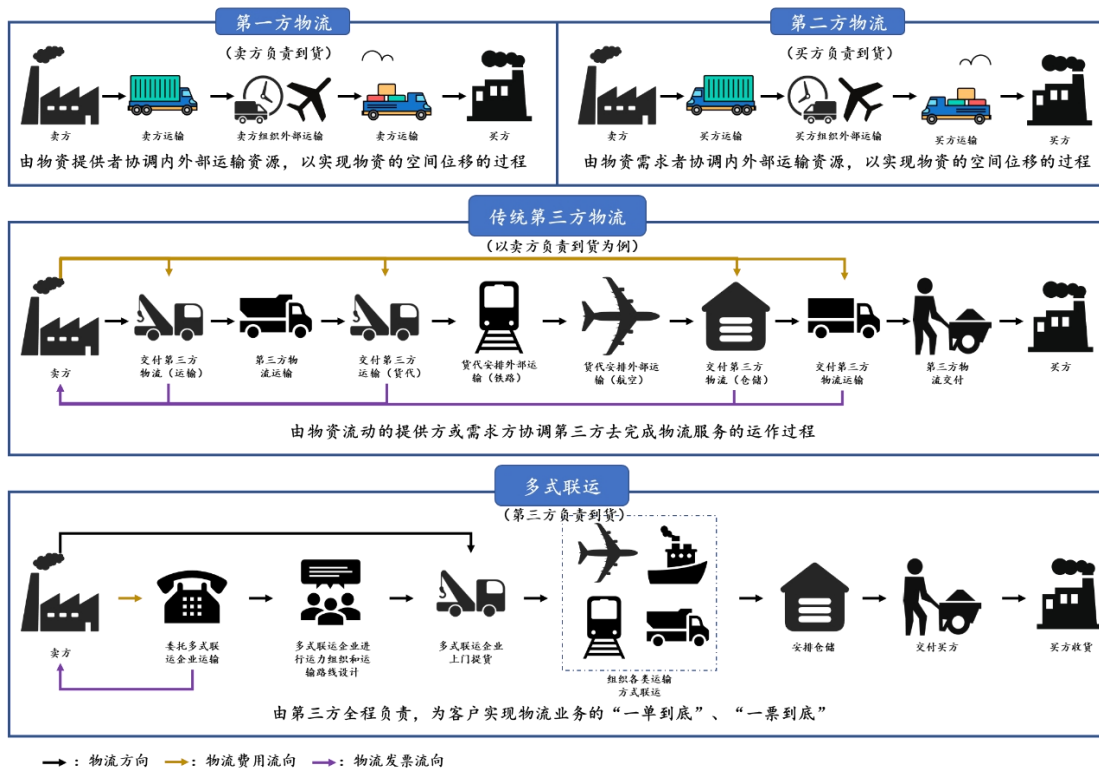 第一方物流
（卖方负责到货）
卖方
卖方运输
卖方组织外部运输
卖方运输
买方
由物资提供者协调内外部运输资源，以实现物资的空间位移的过程
第二方物流
（买方负责到货）
卖方
买方运输
买方组织外部运输
买方运输
买方
由物资需求者协调内外部运输资源，以实现物资的空间位移的过程
传统第三方物流
（以卖方负责到货为例）
卖方
交付第三方
物流（运输）
第三方物
流运输
交付第三方
运输（货代）
货代安排外部运
输（铁路）
货代安排外部运
输（航空）
交付第三方
物流（仓储）
交付第三方
物流运输
第三方物
流交付
买方
由物资流动的提供方或需求方协调第三方去完成物流服务的运作过程
多式联运
（第三方负责到货）
卖方
委托多式联
运企业运输
多式联运企业进
行运力组织和运
输路线设计
多式联运企业
上门提货
组织各类运输
方式联运
安排仓储
交付买方
买方收货
由第三方全程负责，为客户实现物流业务的“一单到底”、“一票到底”
：物流方向
：物流费用流向
：物流发票流向